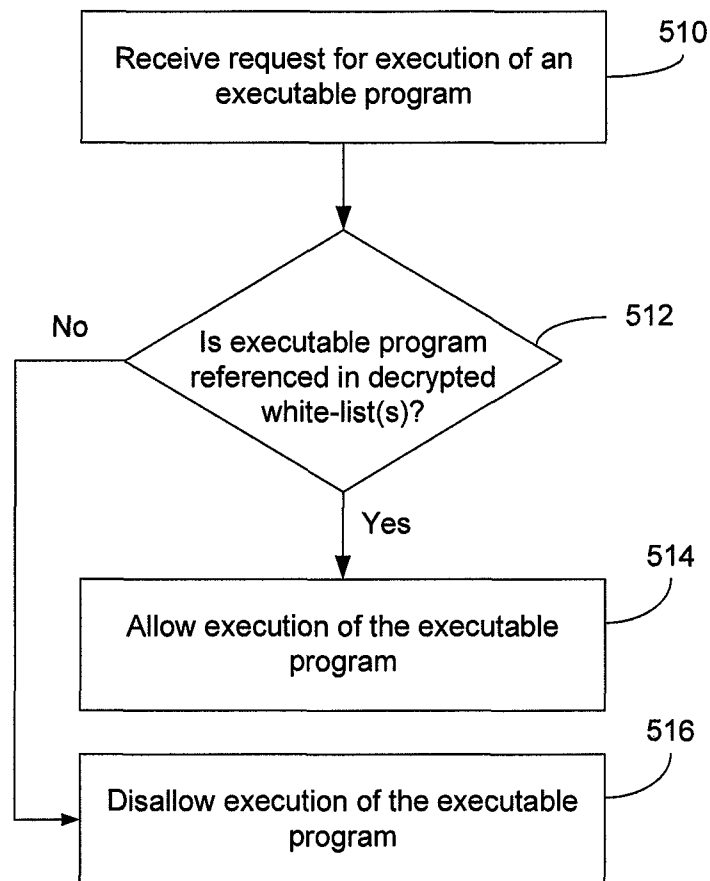 510
Receive request for execution of an
executable program
512
No
Is executable program
referenced in decrypted
white-list(s)?
Yes
514
Allow execution of the executable
program
516
Disallow execution of the executable
program